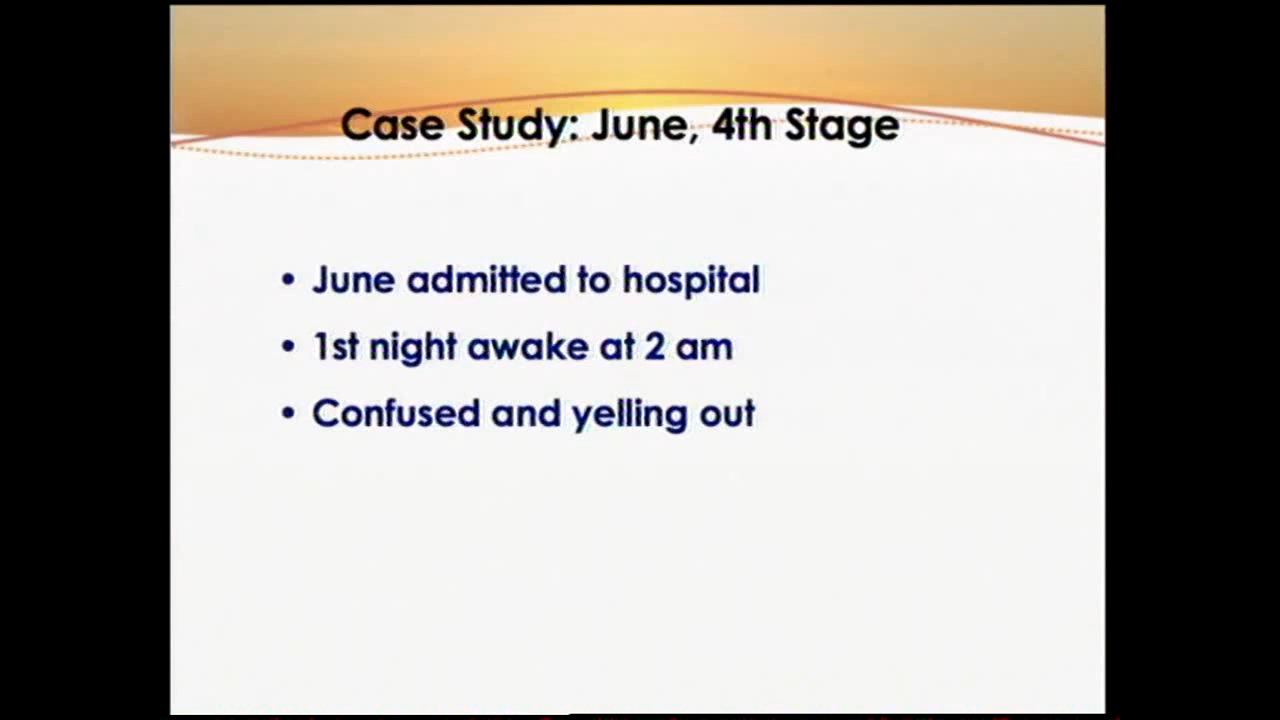 Case Study: June, 4th Stage
• June admitted to hospital
• 1st night awake at 2 am
• Confused and yelling out